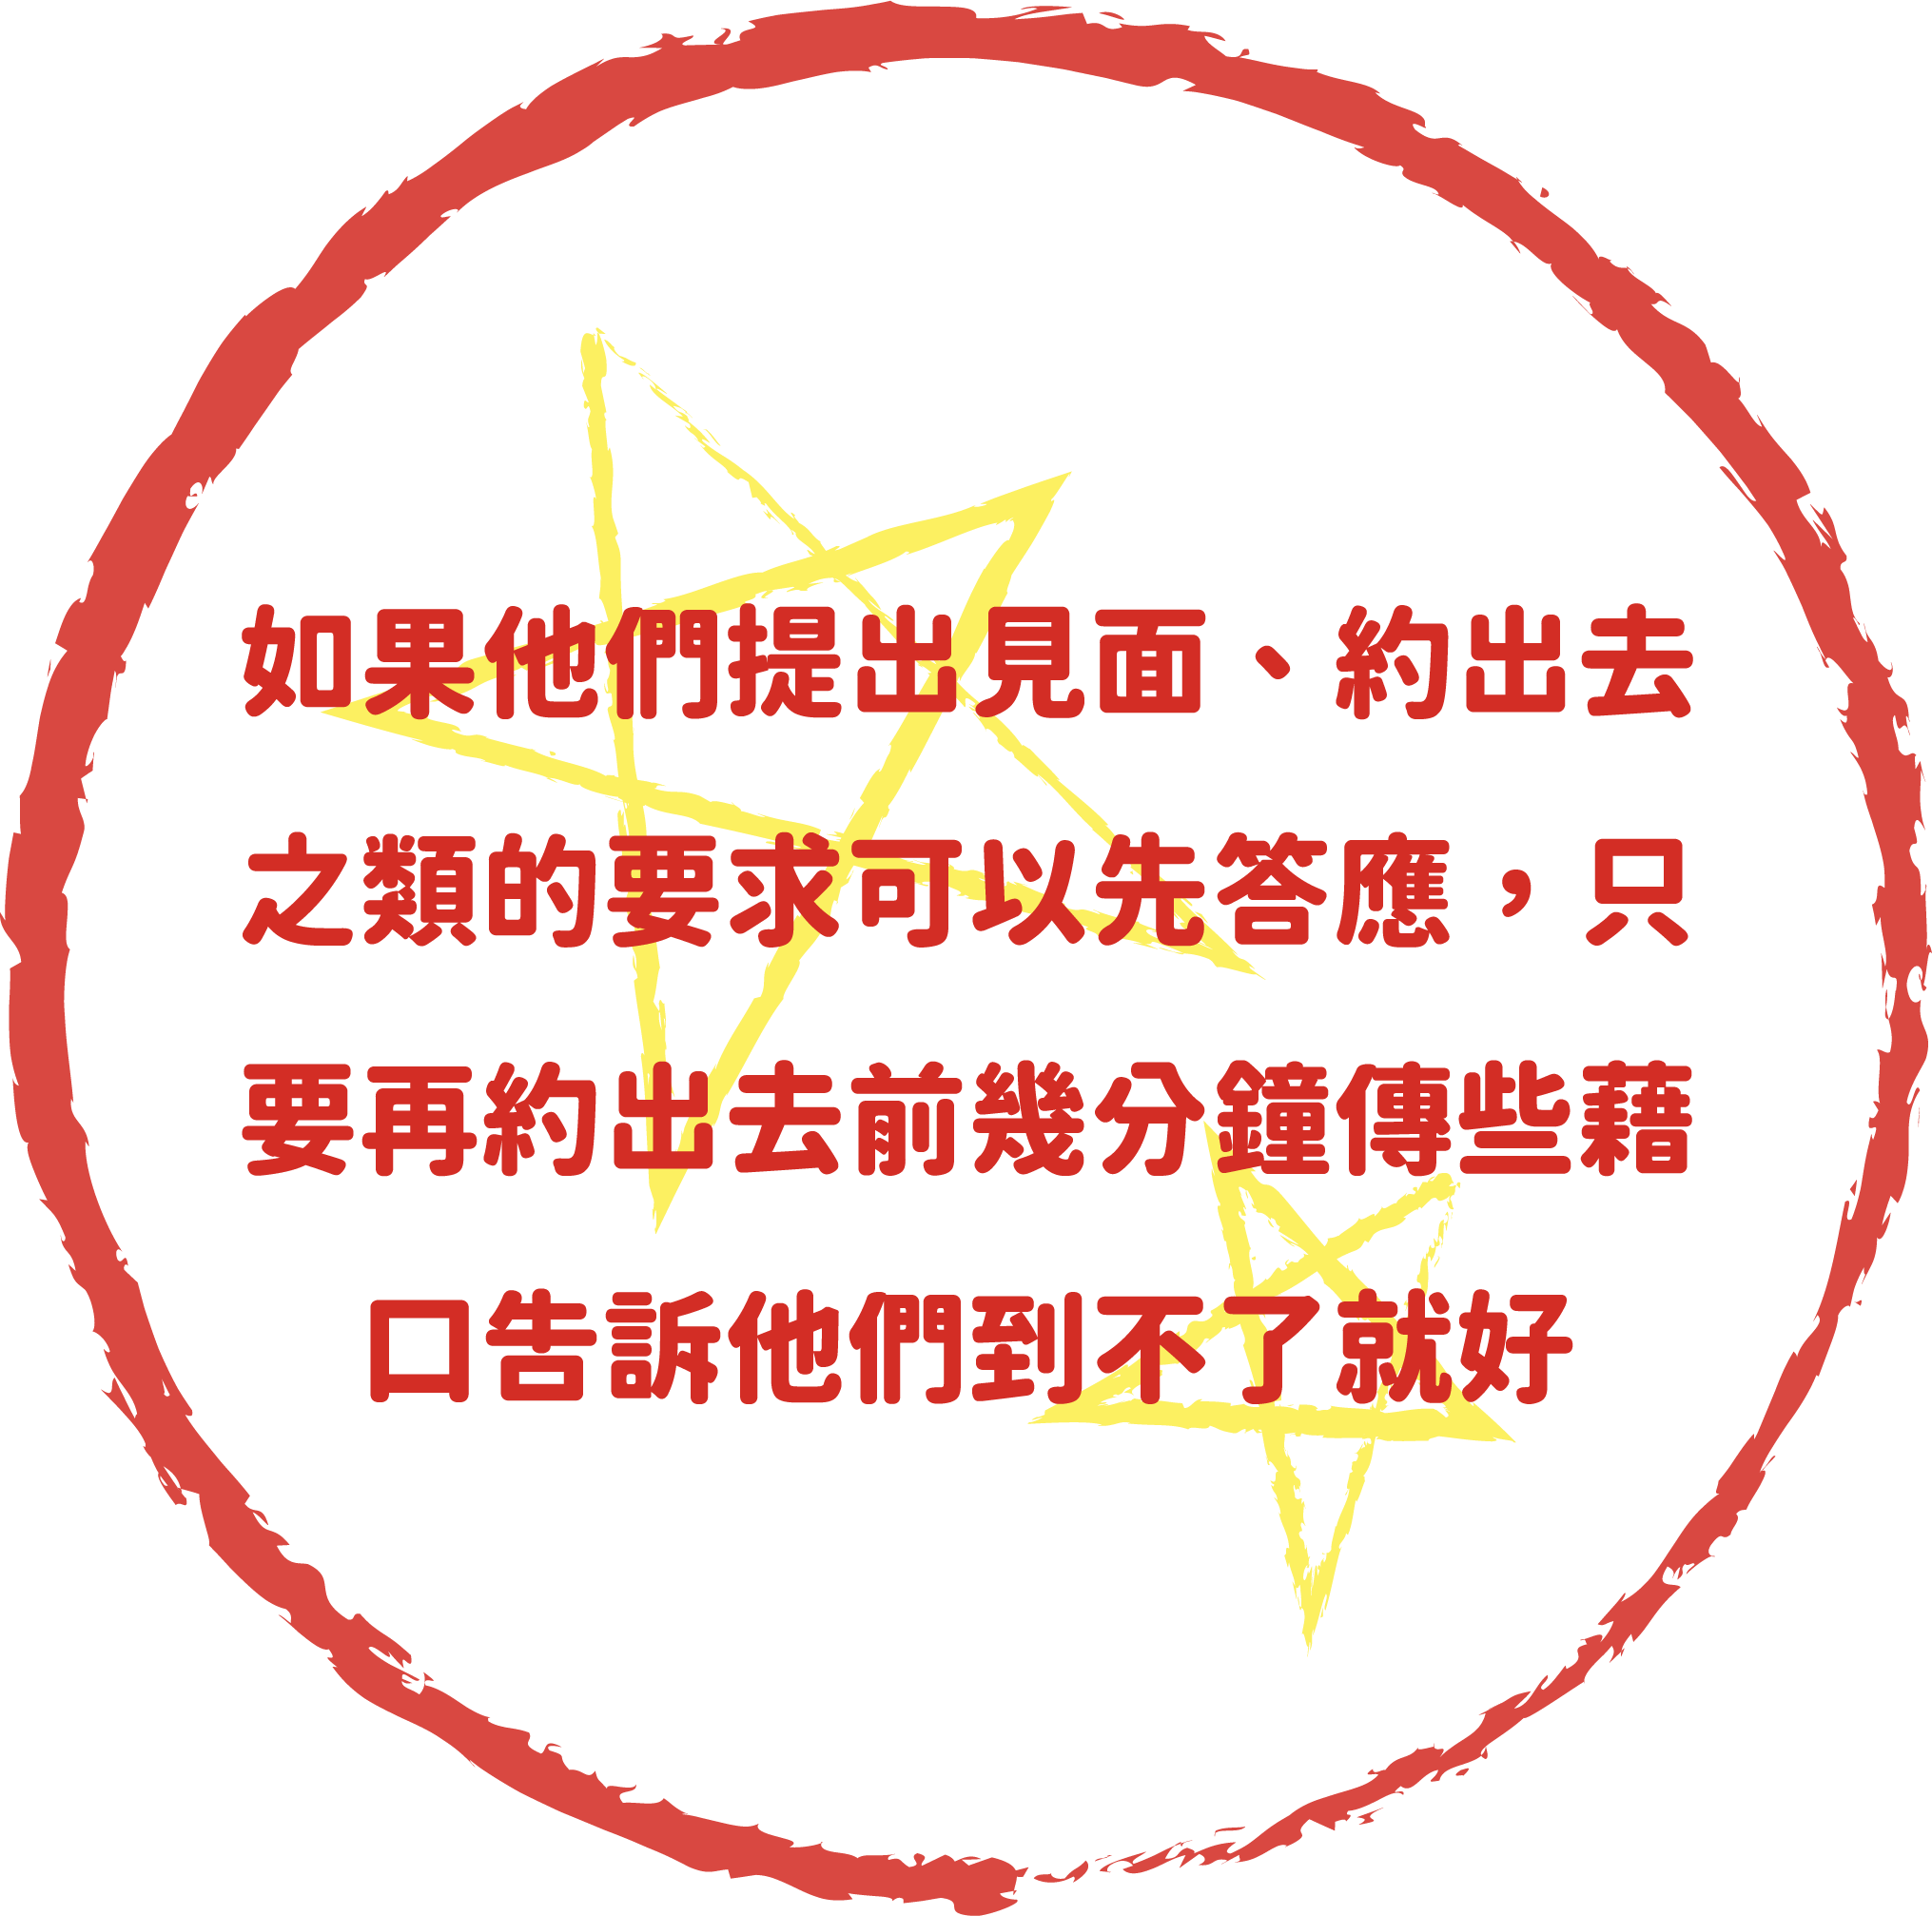 如果他們提出見面·約出去
之類的要求可以先答應，只
要再約出去前幾分鐘傳些藉
口告訴他們到不了就好